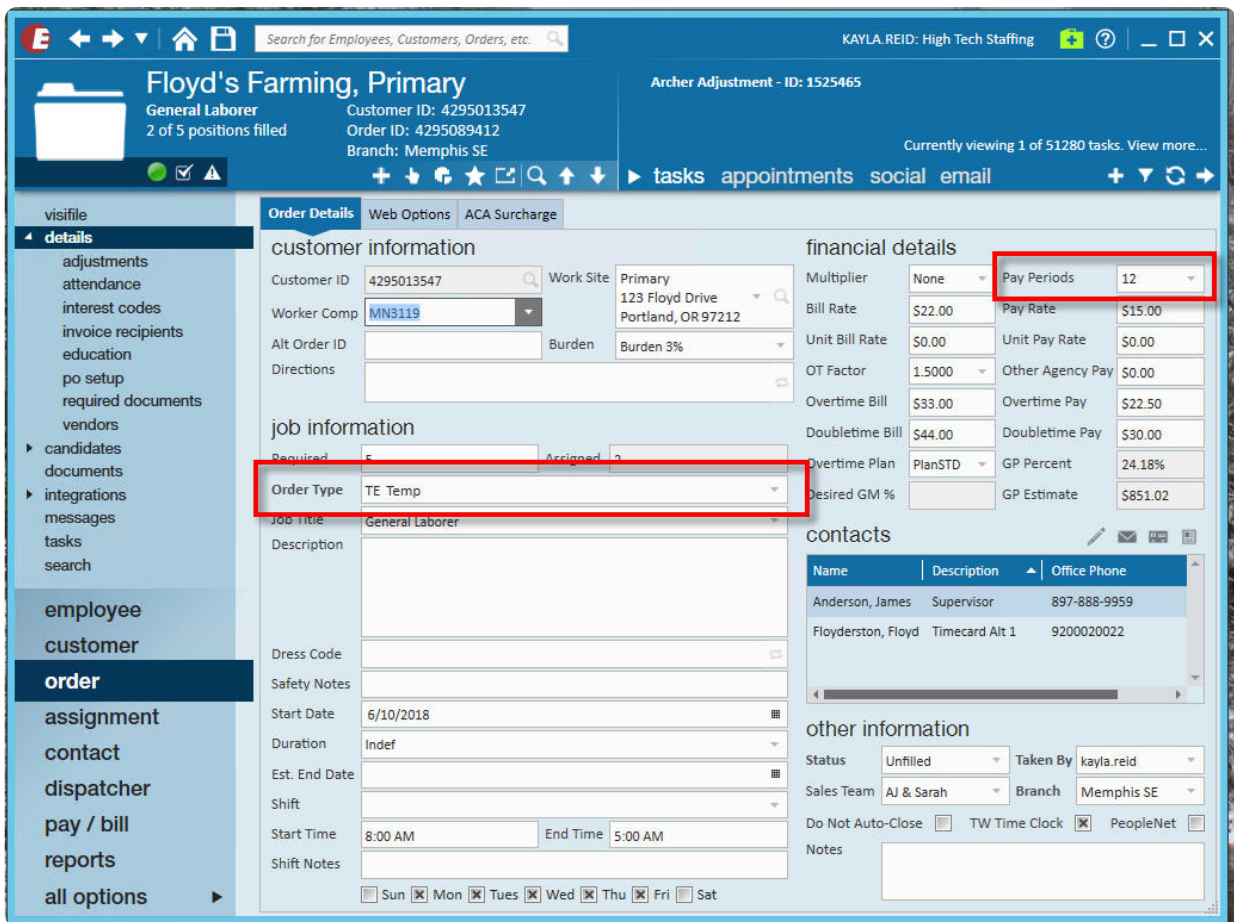 E Search for Employees, Customers, Orders, etc. KAYLA.REID: High Tech Staffing
Floyd's Farming, Primary
General Laborer Customer ID: 4295013547
2 of 5 positions filled Order ID: 4295089412
Branch: Memphis SE
Archer Adjustment - ID: 1525465
Currently viewing 1 of 51280 tasks. View more...
tasks appointments social email
visifile
details
adjustments
attendance
interest codes
invoice recipients
education
po setup
required documents
vendors
candidates
documents
integrations
messages
tasks
search
employee
customer
order
assignment
contact
dispatcher
pay / bill
reports
all options
Order Details Web Options ACA Surcharge
customer information
Customer ID 4295013547 Work Site Primary
123 Floyd Drive
Portland, OR 97212
Worker Comp MN3119
Alt Order ID Burden Burden 3%
Directions
job information
Required 5 Assigned 2
Order Type TE Temp
Job Title General Laborer
Description
Dress Code
Safety Notes
Start Date 6/10/2018
Duration Indef
Est. End Date
Shift
Start Time 8:00 AM End Time 5:00 AM
Shift Notes
Sun Mon Tues Wed Thu Fri Sat
financial details
Multiplier None Pay Periods 12
Bill Rate $22.00 Pay Rate $15.00
Unit Bill Rate $0.00 Unit Pay Rate $0.00
OT Factor 1.5000 Other Agency Pay $0.00
Overtime Bill $33.00 Overtime Pay $22.50
Doubletime Bill $44.00 Doubletime Pay $30.00
Overtime Plan PlanSTD GP Percent 24.18%
Desired GM % GP Estimate $851.02
contacts
Name Description Office Phone
Anderson, James Supervisor 897-888-9959
Floyderston, Floyd Timecard Alt 1 9200020022
other information
Status Unfilled Taken By kayla.reid
Sales Team AJ & Sarah Branch Memphis SE
Do Not Auto-Close TW Time Clock PeopleNet
Notes